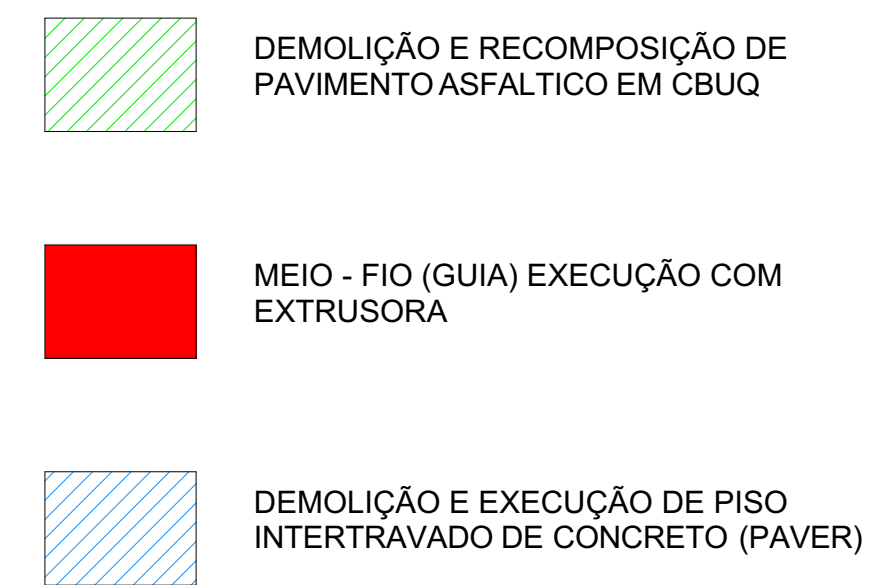 DEMOLIÇÃO E RECOMPOSIÇÃO DE
PAVIMENTO ASFALTICO EM CBUQ
MEIO - FIO (GUIA) EXECUÇÃO COM
EXTRUSORA
DEMOLIÇÃO E EXECUÇÃO DE PISO
INTERTRAVADO DE CONCRETO (PAVER)